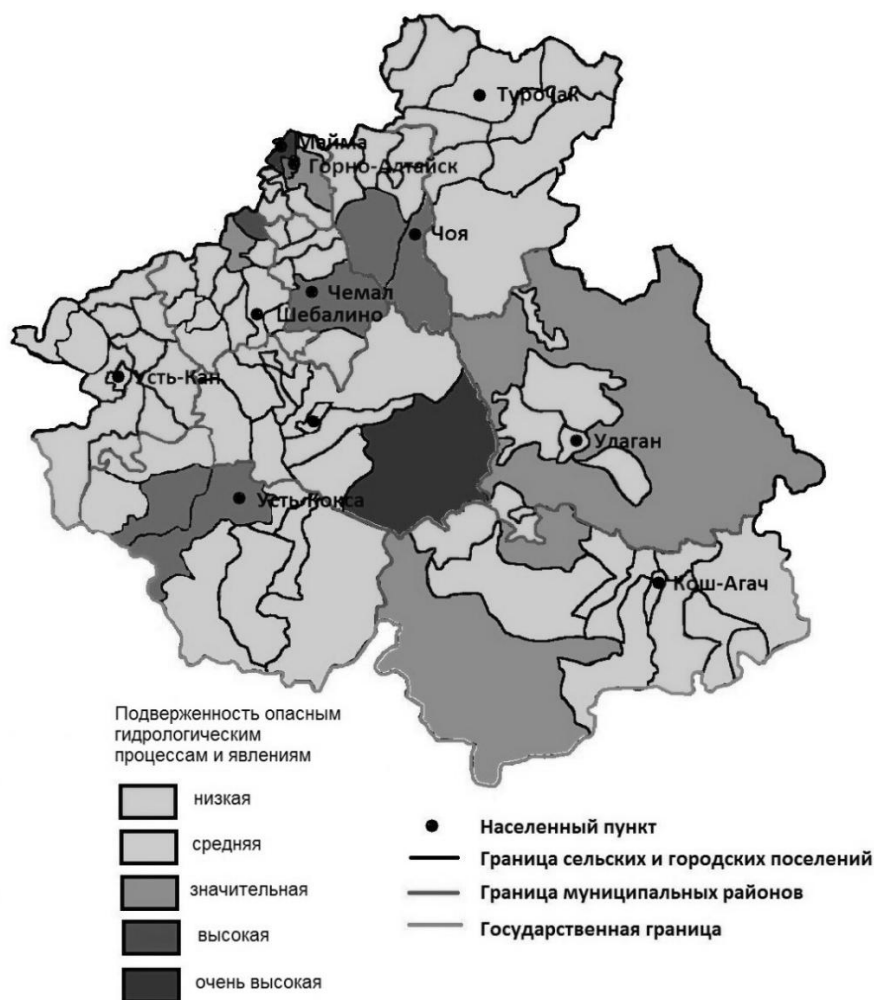 Турочак
Майма
Горно-Алтайск
Чоя
Чемал
Шебалино
Усть-Кан
Улаган
Усть-Кокса
Кош-Агач
Подверженность опасным
гидрологическим
процессам и явлениям
низкая
средняя
значительная
высокая
очень высокая
Населенный пункт
Граница сельских и городских поселений
Граница муниципальных районов
Государственная граница